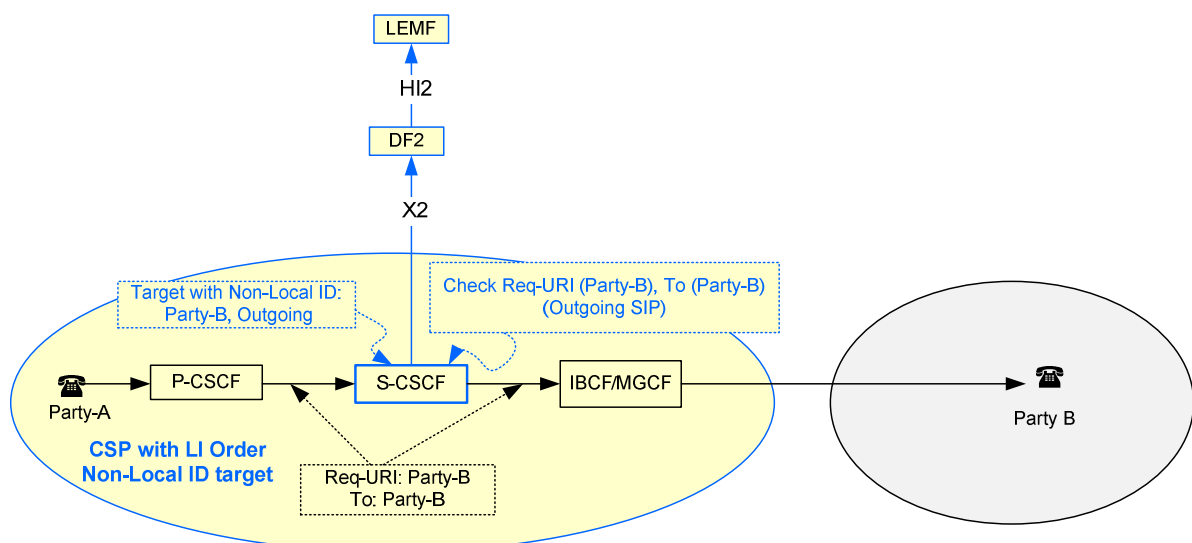 LEMF
HI2
DF2
X2
Target with Non-Local ID:
Party-B, Outgoing
Check Req-URI (Party-B), To (Party-B)
(Outgoing SIP)
Party-A
P-CSCF
S-CSCF
IBCF/MGCF
Party B
CSP with LI Order
Non-Local ID target
Req-URI: Party-B
To: Party-B